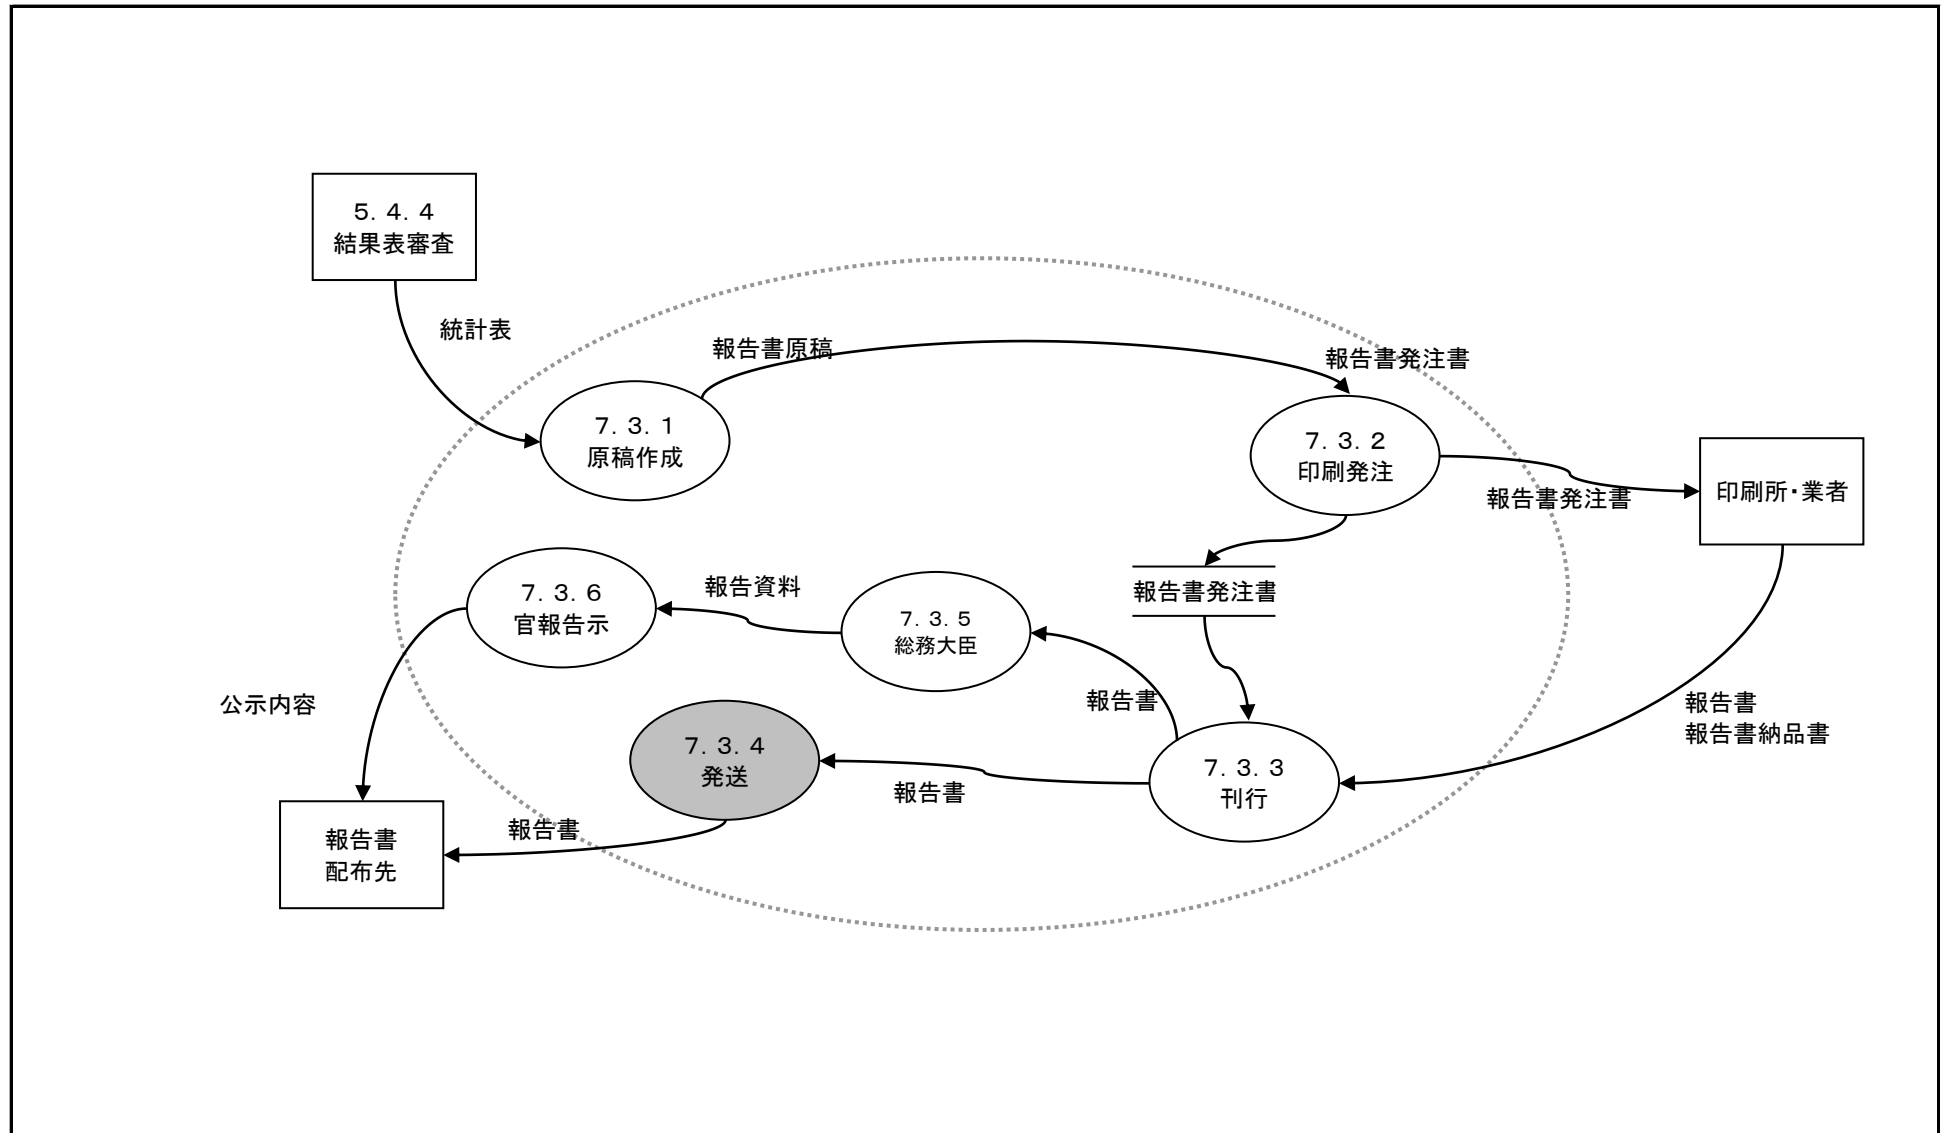 ５．４．４
結果表審査
統計表
報告書原稿
報告書発注書
７．３．１
原稿作成
７．３．２
印刷発注
報告書発注書
印刷所・業者
報告書発注書
７．３．６
官報告示
報告資料
７．３．５
総務大臣
報告書
公示内容
報告書
報告書納品書
７．３．４
発送
報告書
７．３．３
刊行
報告書
報告書
配布先